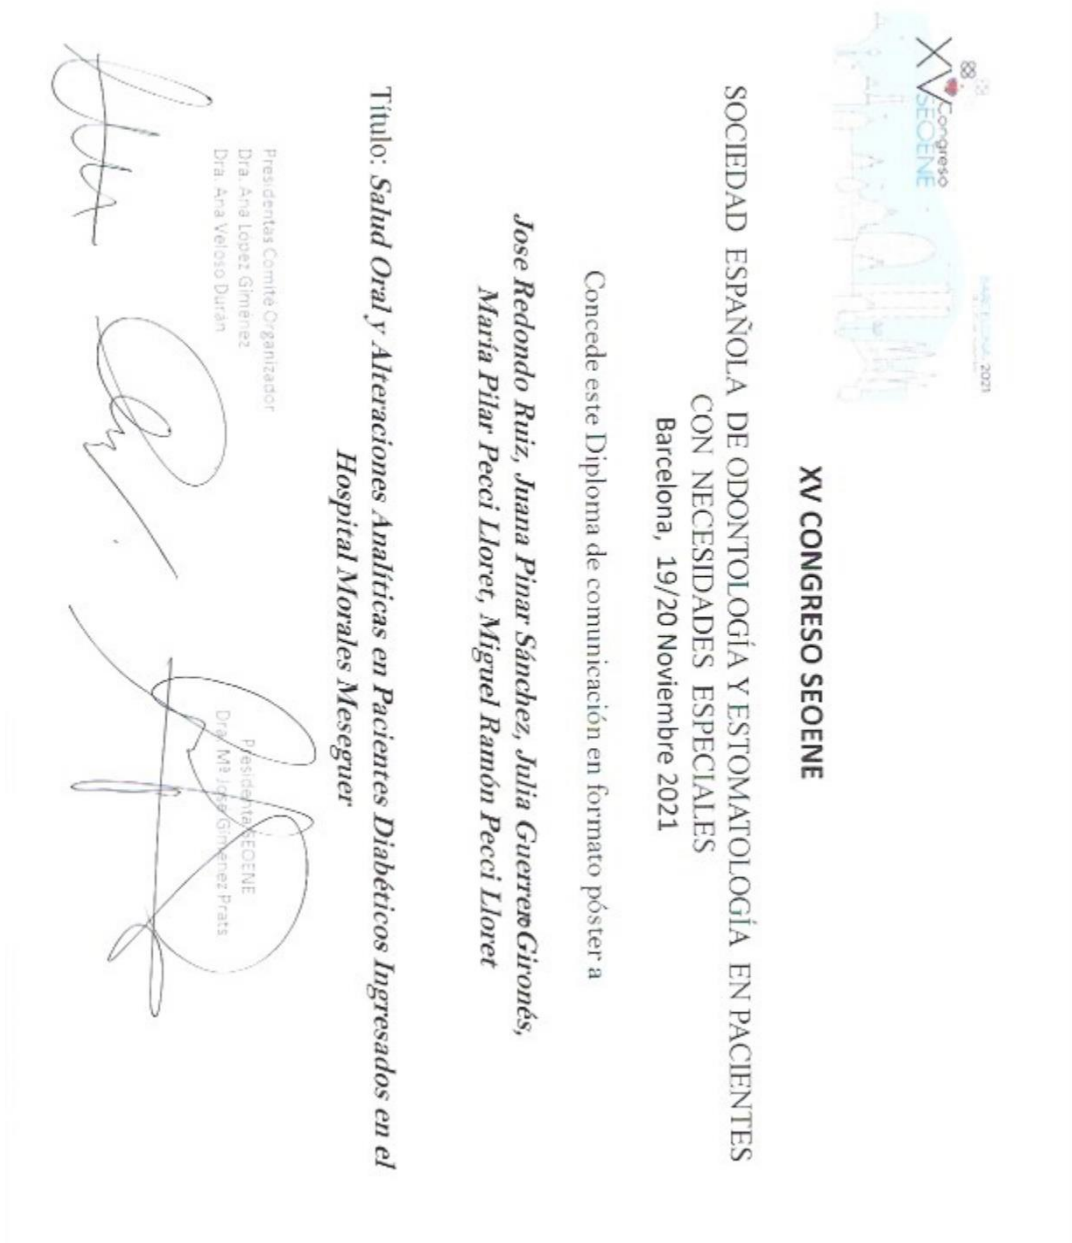 XV Congreso
SEOENE
BARCELONA 2021
XV CONGRESO SEOENE
SOCIEDAD ESPAÑOLA DE ODONTOLOGÍA Y ESTOMATOLOGÍA EN PACIENTES
CON NECESIDADES ESPECIALES
Barcelona, 19/20 Noviembre 2021
Concede este Diploma de comunicación en formato póster a
Jose Redondo Ruiz, Juana Pinar Sánchez, Julia Guerrero Gironés,
María Pilar Pecci Lloret, Miguel Ramón Pecci Lloret
Título: Salud Oral y Alteraciones Analíticas en Pacientes Diabéticos Ingresados en el
Hospital Morales Meseguer
Presidentas Comité Organizador
Dra. Ana Lopez Gimenez
Dra. Ana Veloso Durán
Presidenta SEOENE
Dra. Mª Jose Gimenez Prats